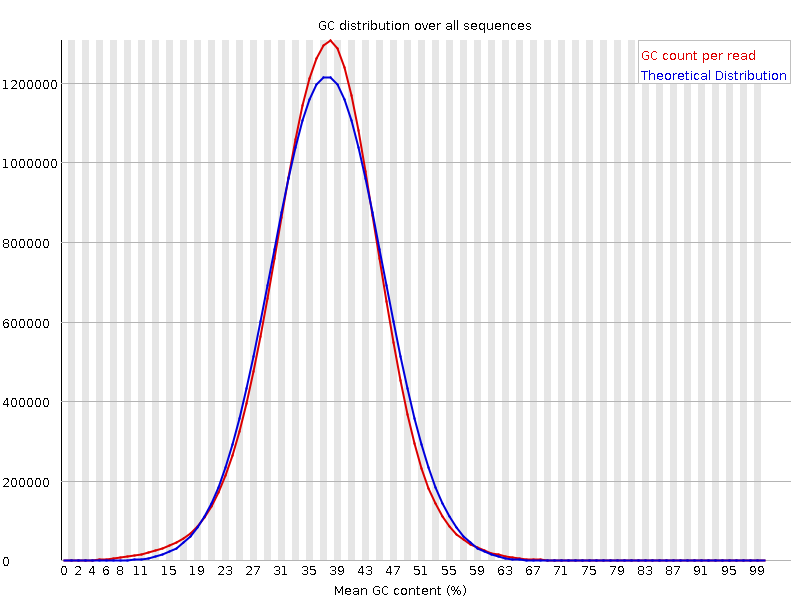 GC distribution over all sequences
GC count per read
Theoretical Distribution
1200000
1000000
800000
600000
400000
200000
0
0 2 4 6 8 11 15 19 23 27 31 35 39 43 47 51 55 59 63 67 71 75 79 83 87 91 95 99
Mean GC content (%)